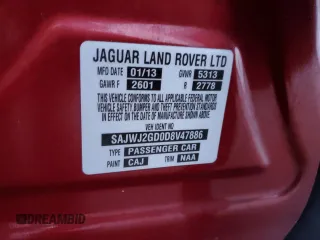 JAGUAR LAND ROVER LTD
MFD DATE 01/13 GVWR 5313
GAWR F 2601 R 2778
THIS VEHICLE CONFORMS TO ALL
APPLICABLE FEDERAL MOTOR
VEHICLE SAFETY, BUMPER AND
THEFT PREVENTION STANDARDS IN
EFFECT ON THE DATE OF
MANUFACTURE SHOWN ABOVE
VEH IDENT NO
SAJWJ2GD0D8V47886
TYPE PASSENGER CAR
PAINT CAJ TRIM NAA
DREAMBID